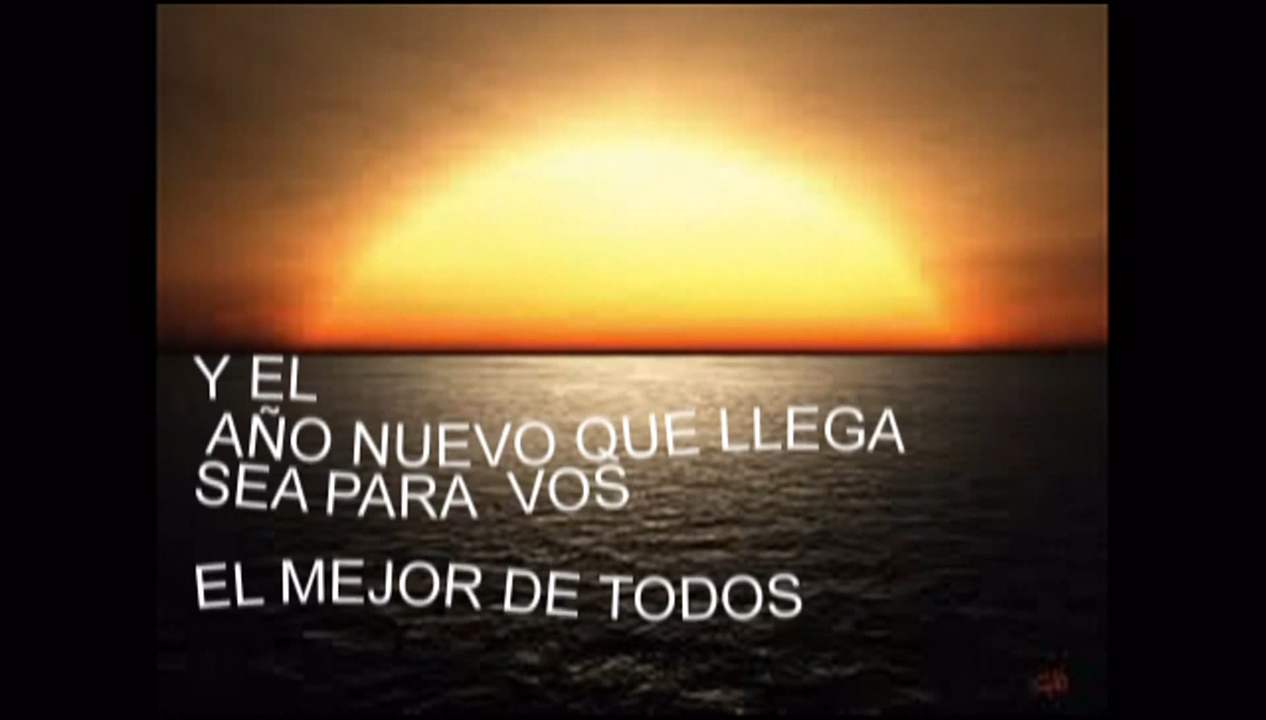 Y EL
AÑO NUEVO QUE LLEGA
SEA PARA VOS
EL MEJOR DE TODOS